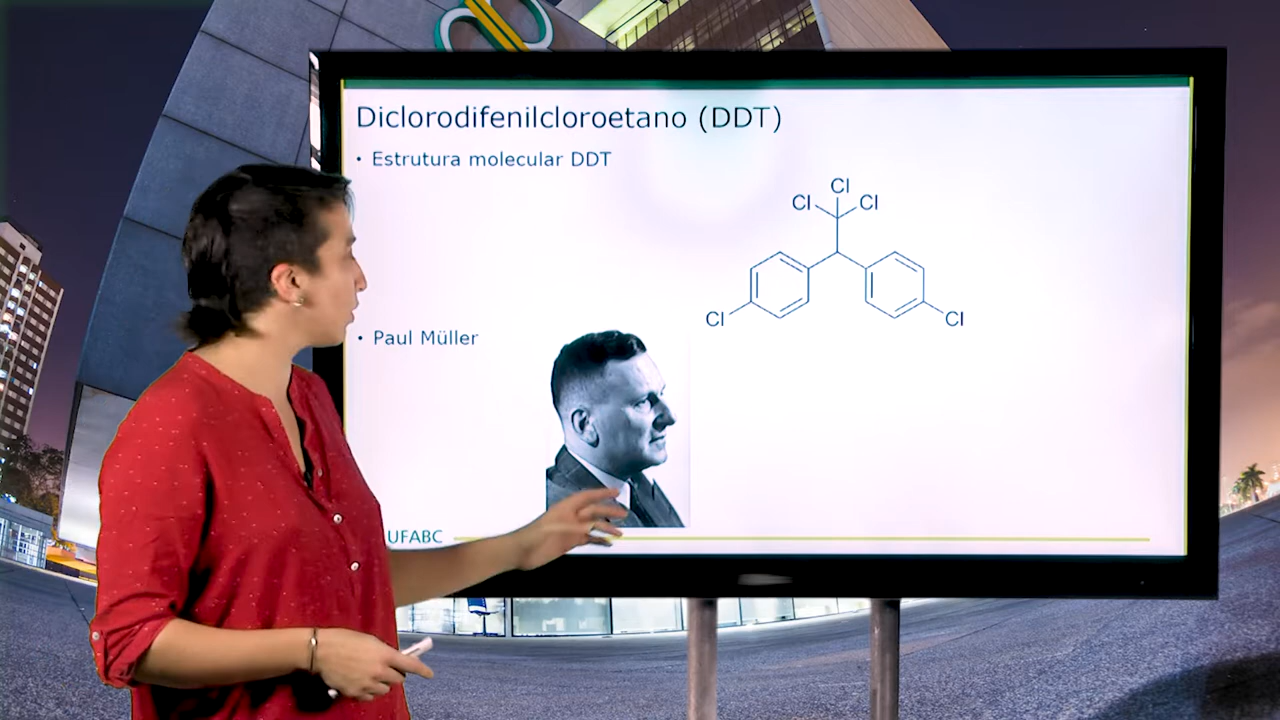 Diclorodifenilcloroetano (DDT)
• Estrutura molecular DDT
Cl
Cl Cl
Cl Cl
• Paul Müller
UFABC